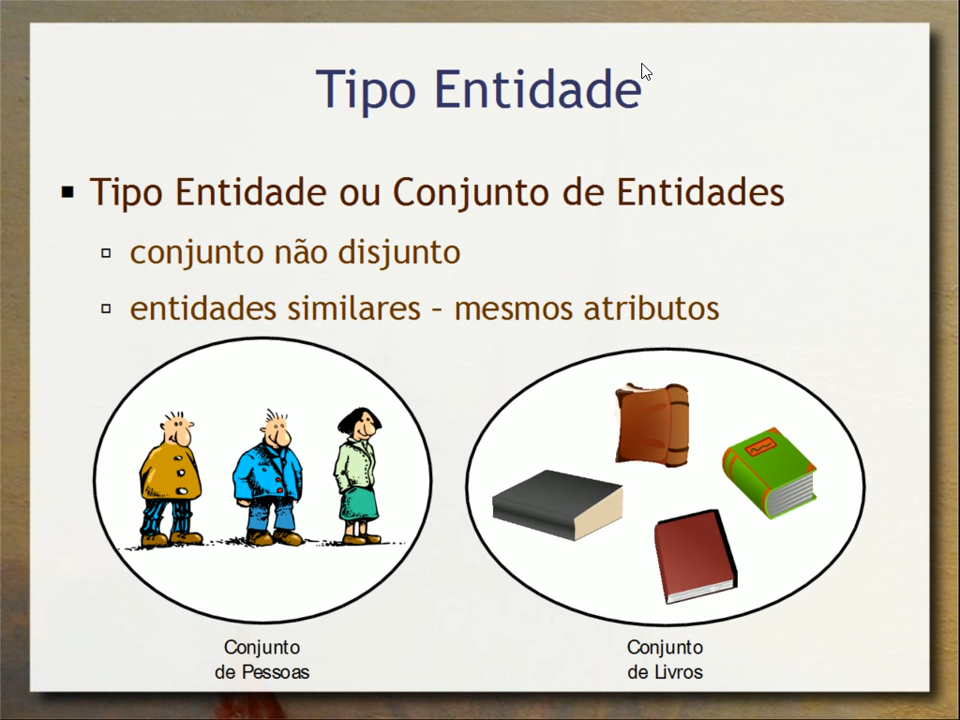 Tipo Entidade
Tipo Entidade ou Conjunto de Entidades
conjunto não disjunto
entidades similares – mesmos atributos
Conjunto
de Pessoas
Conjunto
de Livros